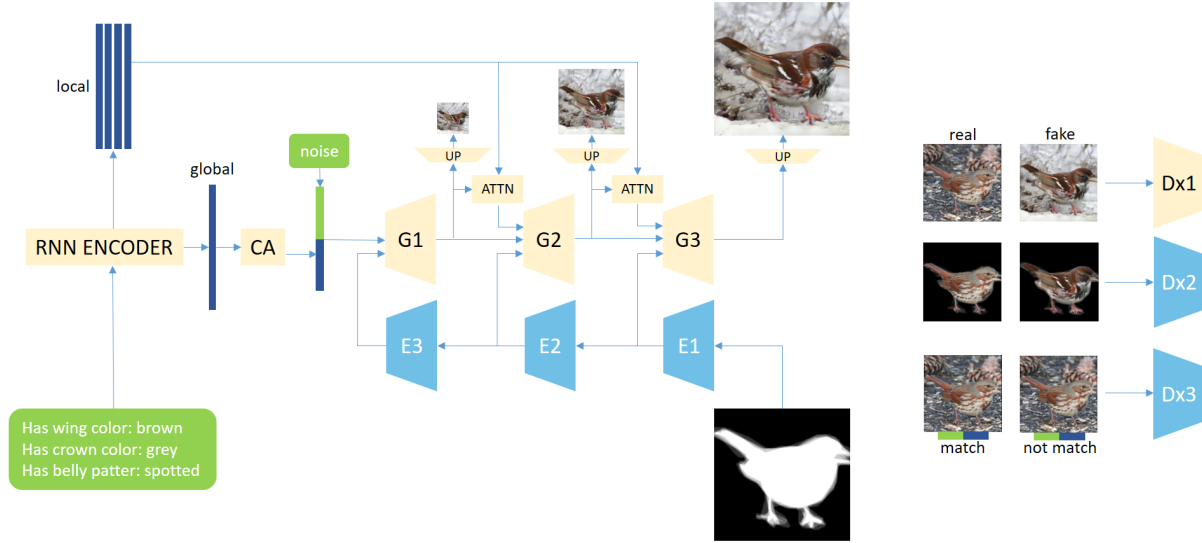 local
global
noise
RNN ENCODER
CA
UP
UP
UP
ATTN
ATTN
G1
G2
G3
E3
E2
E1
Has wing color: brown
Has crown color: grey
Has belly patter: spotted
real
fake
Dx1
Dx2
Dx3
match
not match